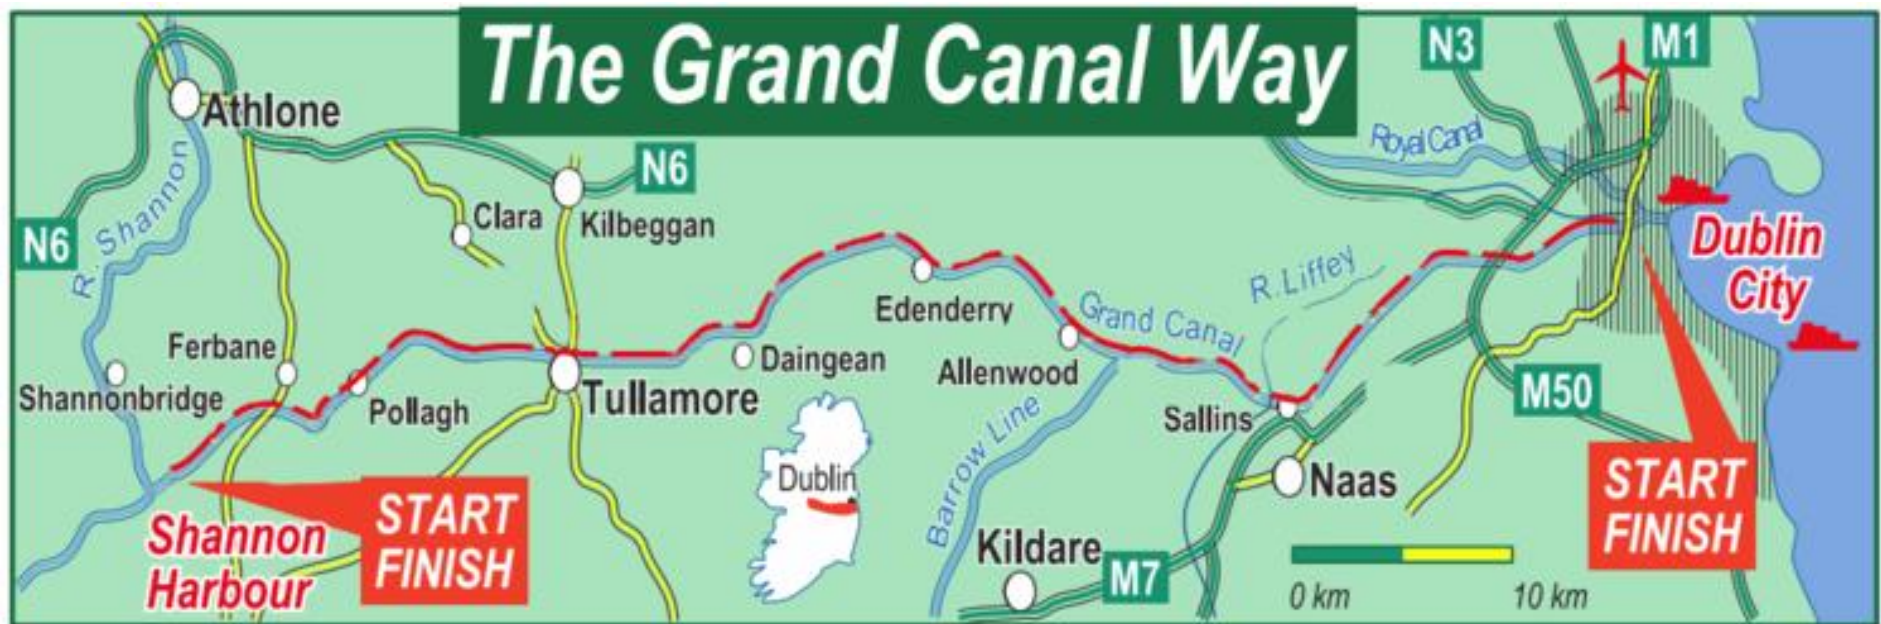 The Grand Canal Way
N3
M1
Athlone
Royal Canal
N6
R. Shannon
Clara
Kilbeggan
N6
Dublin
City
R. Liffey
Edenderry
Grand Canal
Ferbane
Daingean
Allenwood
Shannonbridge
Pollagh
Tullamore
Sallins
M50
Barrow Line
Dublin
Naas
START
FINISH
START
FINISH
Shannon
Harbour
Kildare
M7
0 km
10 km